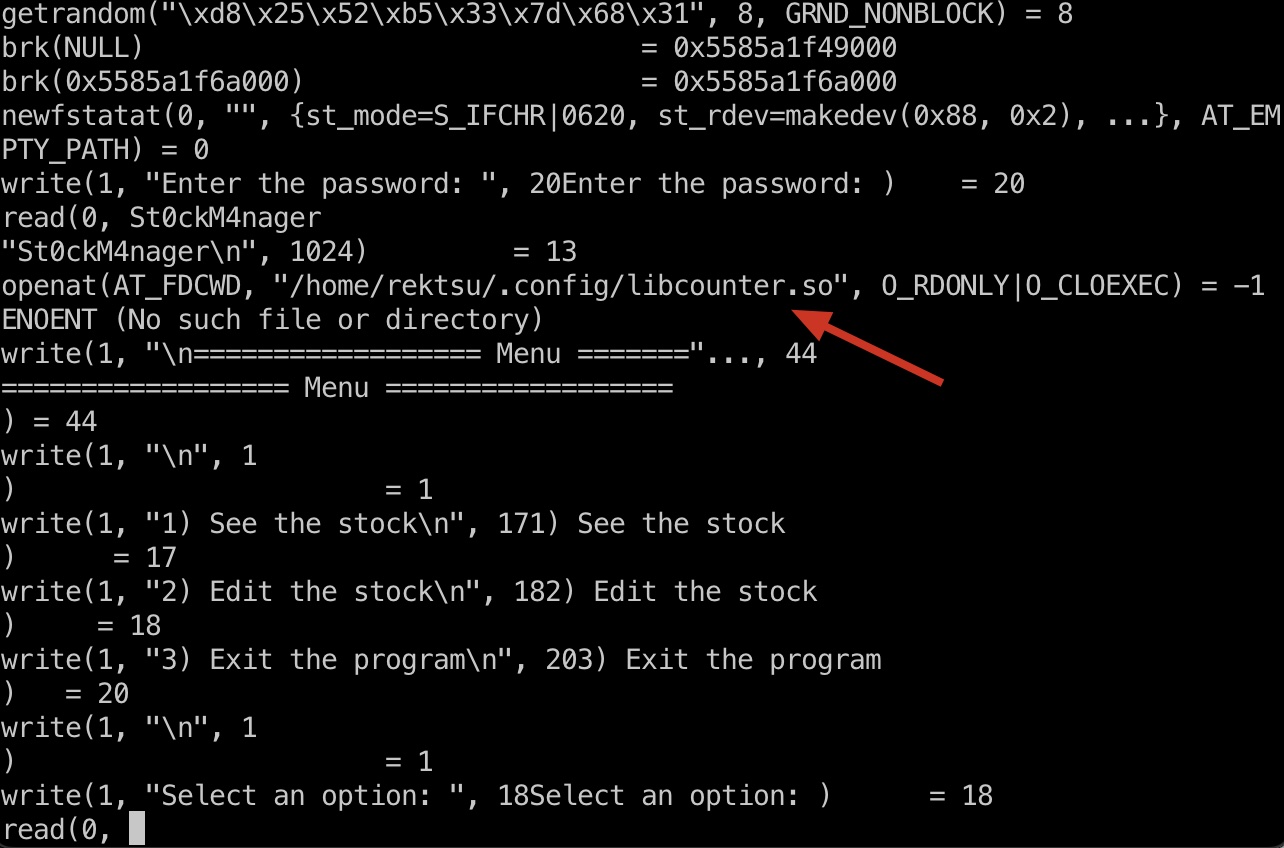 getrandom("\xd8\x25\x52\xb5\x33\x7d\x68\x31", 8, GRND_NONBLOCK) = 8
brk(NULL)                               = 0x5585a1f49000
brk(0x5585a1f6a000)                     = 0x5585a1f6a000
newfstatat(0, "", {st_mode=S_IFCHR|0620, st_rdev=makedev(0x88, 0x2), ...}, AT_EM
PTY_PATH) = 0
write(1, "Enter the password: ", 20Enter the password: )    = 20
read(0, St0ckM4nager
"St0ckM4nager\n", 1024)         = 13
openat(AT_FDCWD, "/home/rektsu/.config/libcounter.so", O_RDONLY|O_CLOEXEC) = -1
ENOENT (No such file or directory)
write(1, "\n================== Menu ======="..., 44
================== Menu ==================
) = 44
write(1, "\n", 1
)                       = 1
write(1, "1) See the stock\n", 171) See the stock
)      = 17
write(1, "2) Edit the stock\n", 182) Edit the stock
)     = 18
write(1, "3) Exit the program\n", 203) Exit the program
)   = 20
write(1, "\n", 1
)                       = 1
write(1, "Select an option: ", 18Select an option: )      = 18
read(0,